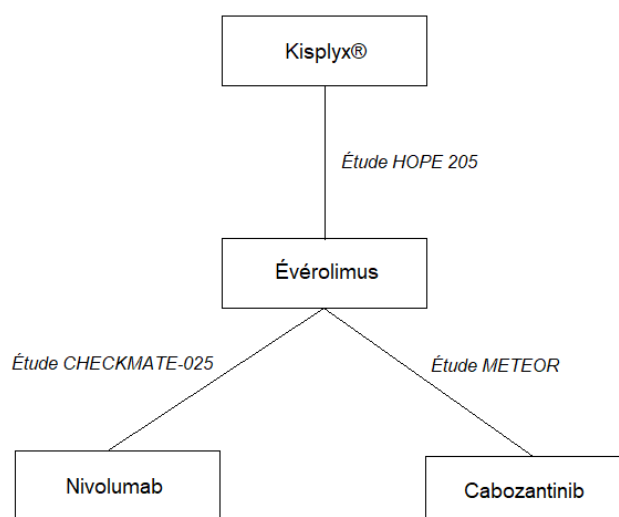 Kisplyx®
Étude HOPE 205
Évérolimus
Étude CHECKMATE-025
Étude METEOR
Nivolumab
Cabozantinib